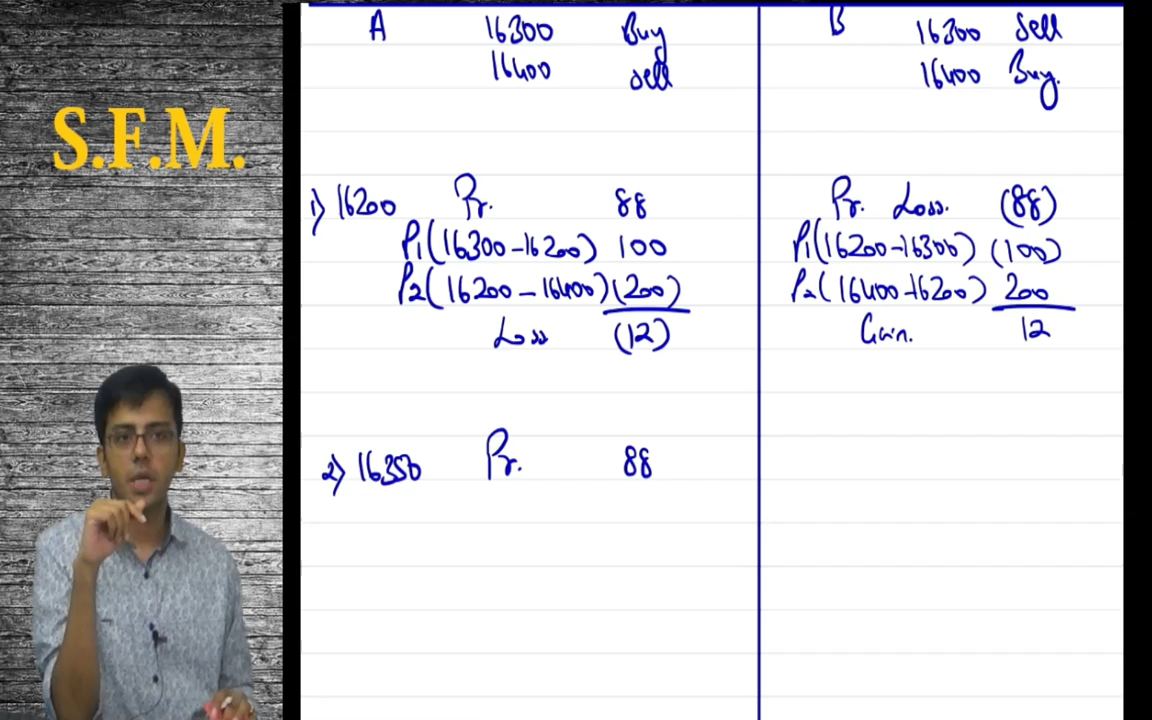 S.F.M.
A 16300 Buy
16400 Sell
1) 16200 Pr. 88
P1(16300-16200) 100
P2(16200-16400) (200)
Loss (12)
2) 16350 Pr. 88
B 16300 Sell
16400 Buy.
Pr. Loss. (88)
P1(16200-16300) (100)
P2(16400-16200) 200
Gain. 12